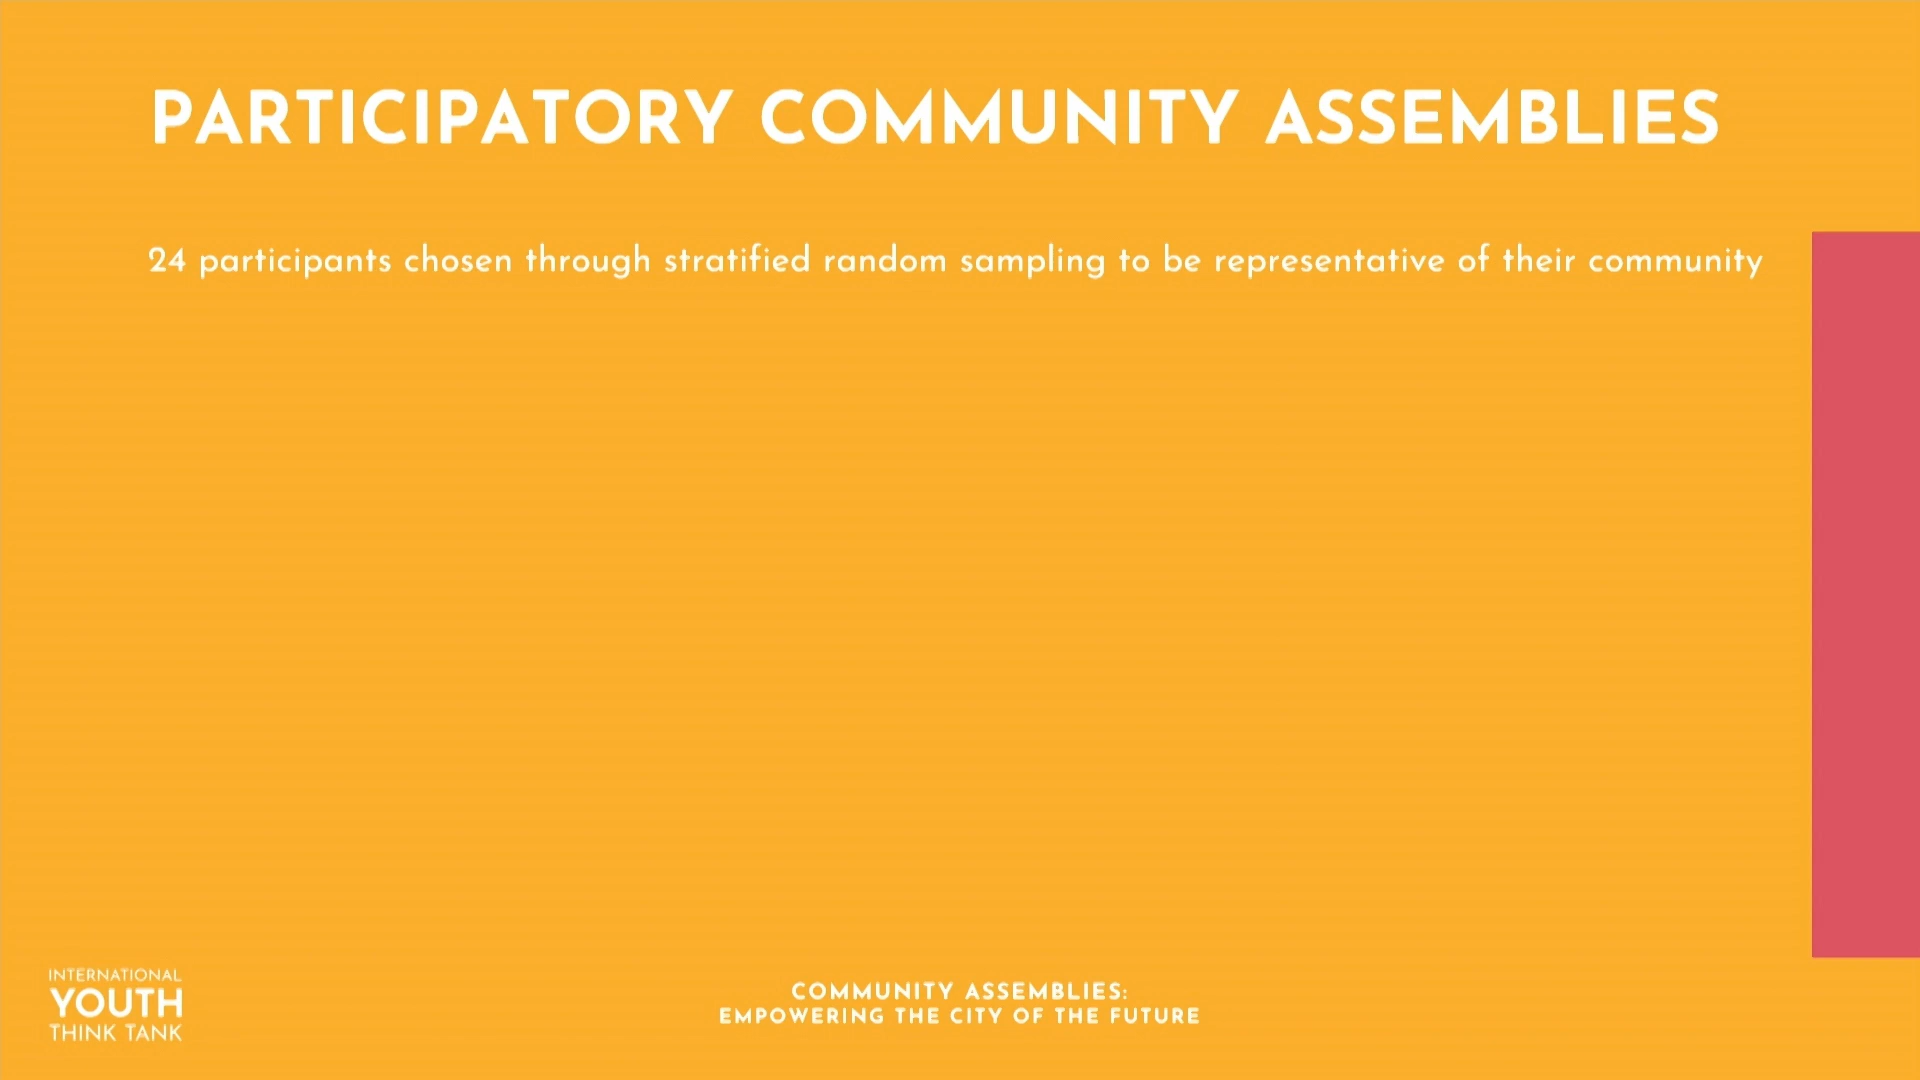 PARTICIPATORY COMMUNITY ASSEMBLIES
24 participants chosen through stratified random sampling to be representative of their community
INTERNATIONAL
YOUTH
THINK TANK
COMMUNITY ASSEMBLIES:
EMPOWERING THE CITY OF THE FUTURE